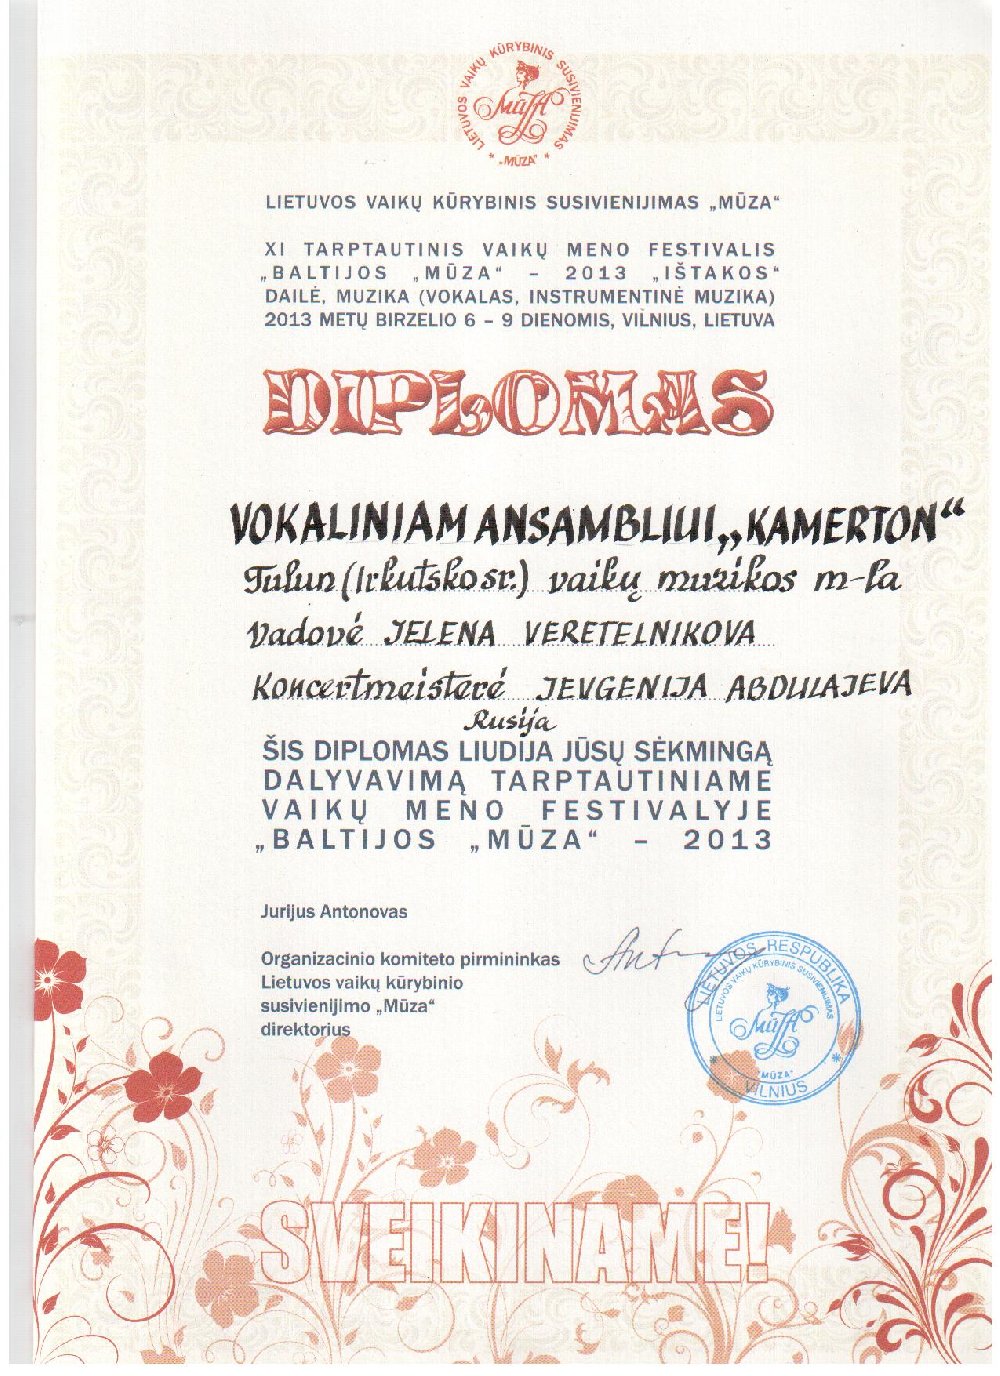 LIETUVOS VAIKŲ KŪRYBINIS SUSIVIENIJIMAS
MŪZA
* „MŪZA“ *
LIETUVOS VAIKŲ KŪRYBINIS SUSIVIENIJIMAS „MŪZA“
XI TARPTAUTINIS VAIKŲ MENO FESTIVALIS
„BALTIJOS „MŪZA“ – 2013 „IŠTAKOS“
DAILĖ, MUZIKA (VOKALAS, INSTRUMENTINĖ MUZIKA)
2013 METŲ BIRZELIO 6 – 9 DIENOMIS, VILNIUS, LIETUVA
DIPLOMAS
VOKALINIAM ANSAMBLIUI „KAMERTON“
Tulun (Irkutsko sr.) vaikų muzikos m-la
Vadovė JELENA VERETELNIKOVA
Koncertmeisterė JEVGENIJA ABDULAJEVA
Rusija
ŠIS DIPLOMAS LIUDIJA JŪSŲ SĖKMINGĄ
DALYVAVIMĄ TARPTAUTINIAME
VAIKŲ MENO FESTIVALYJE
„BALTIJOS „MŪZA“ – 2013
Jurijus Antonovas
Organizacinio komiteto pirmininkas
Lietuvos vaikų kūrybinio
susivienijimo „Mūza“
direktorius
LIETUVOS RESPUBLIKA
LIETUVOS VAIKŲ KŪRYBINIS SUSIVIENIJIMAS
MŪZA
"MŪZA"
* VILNIUS *
SVEIKINAME!